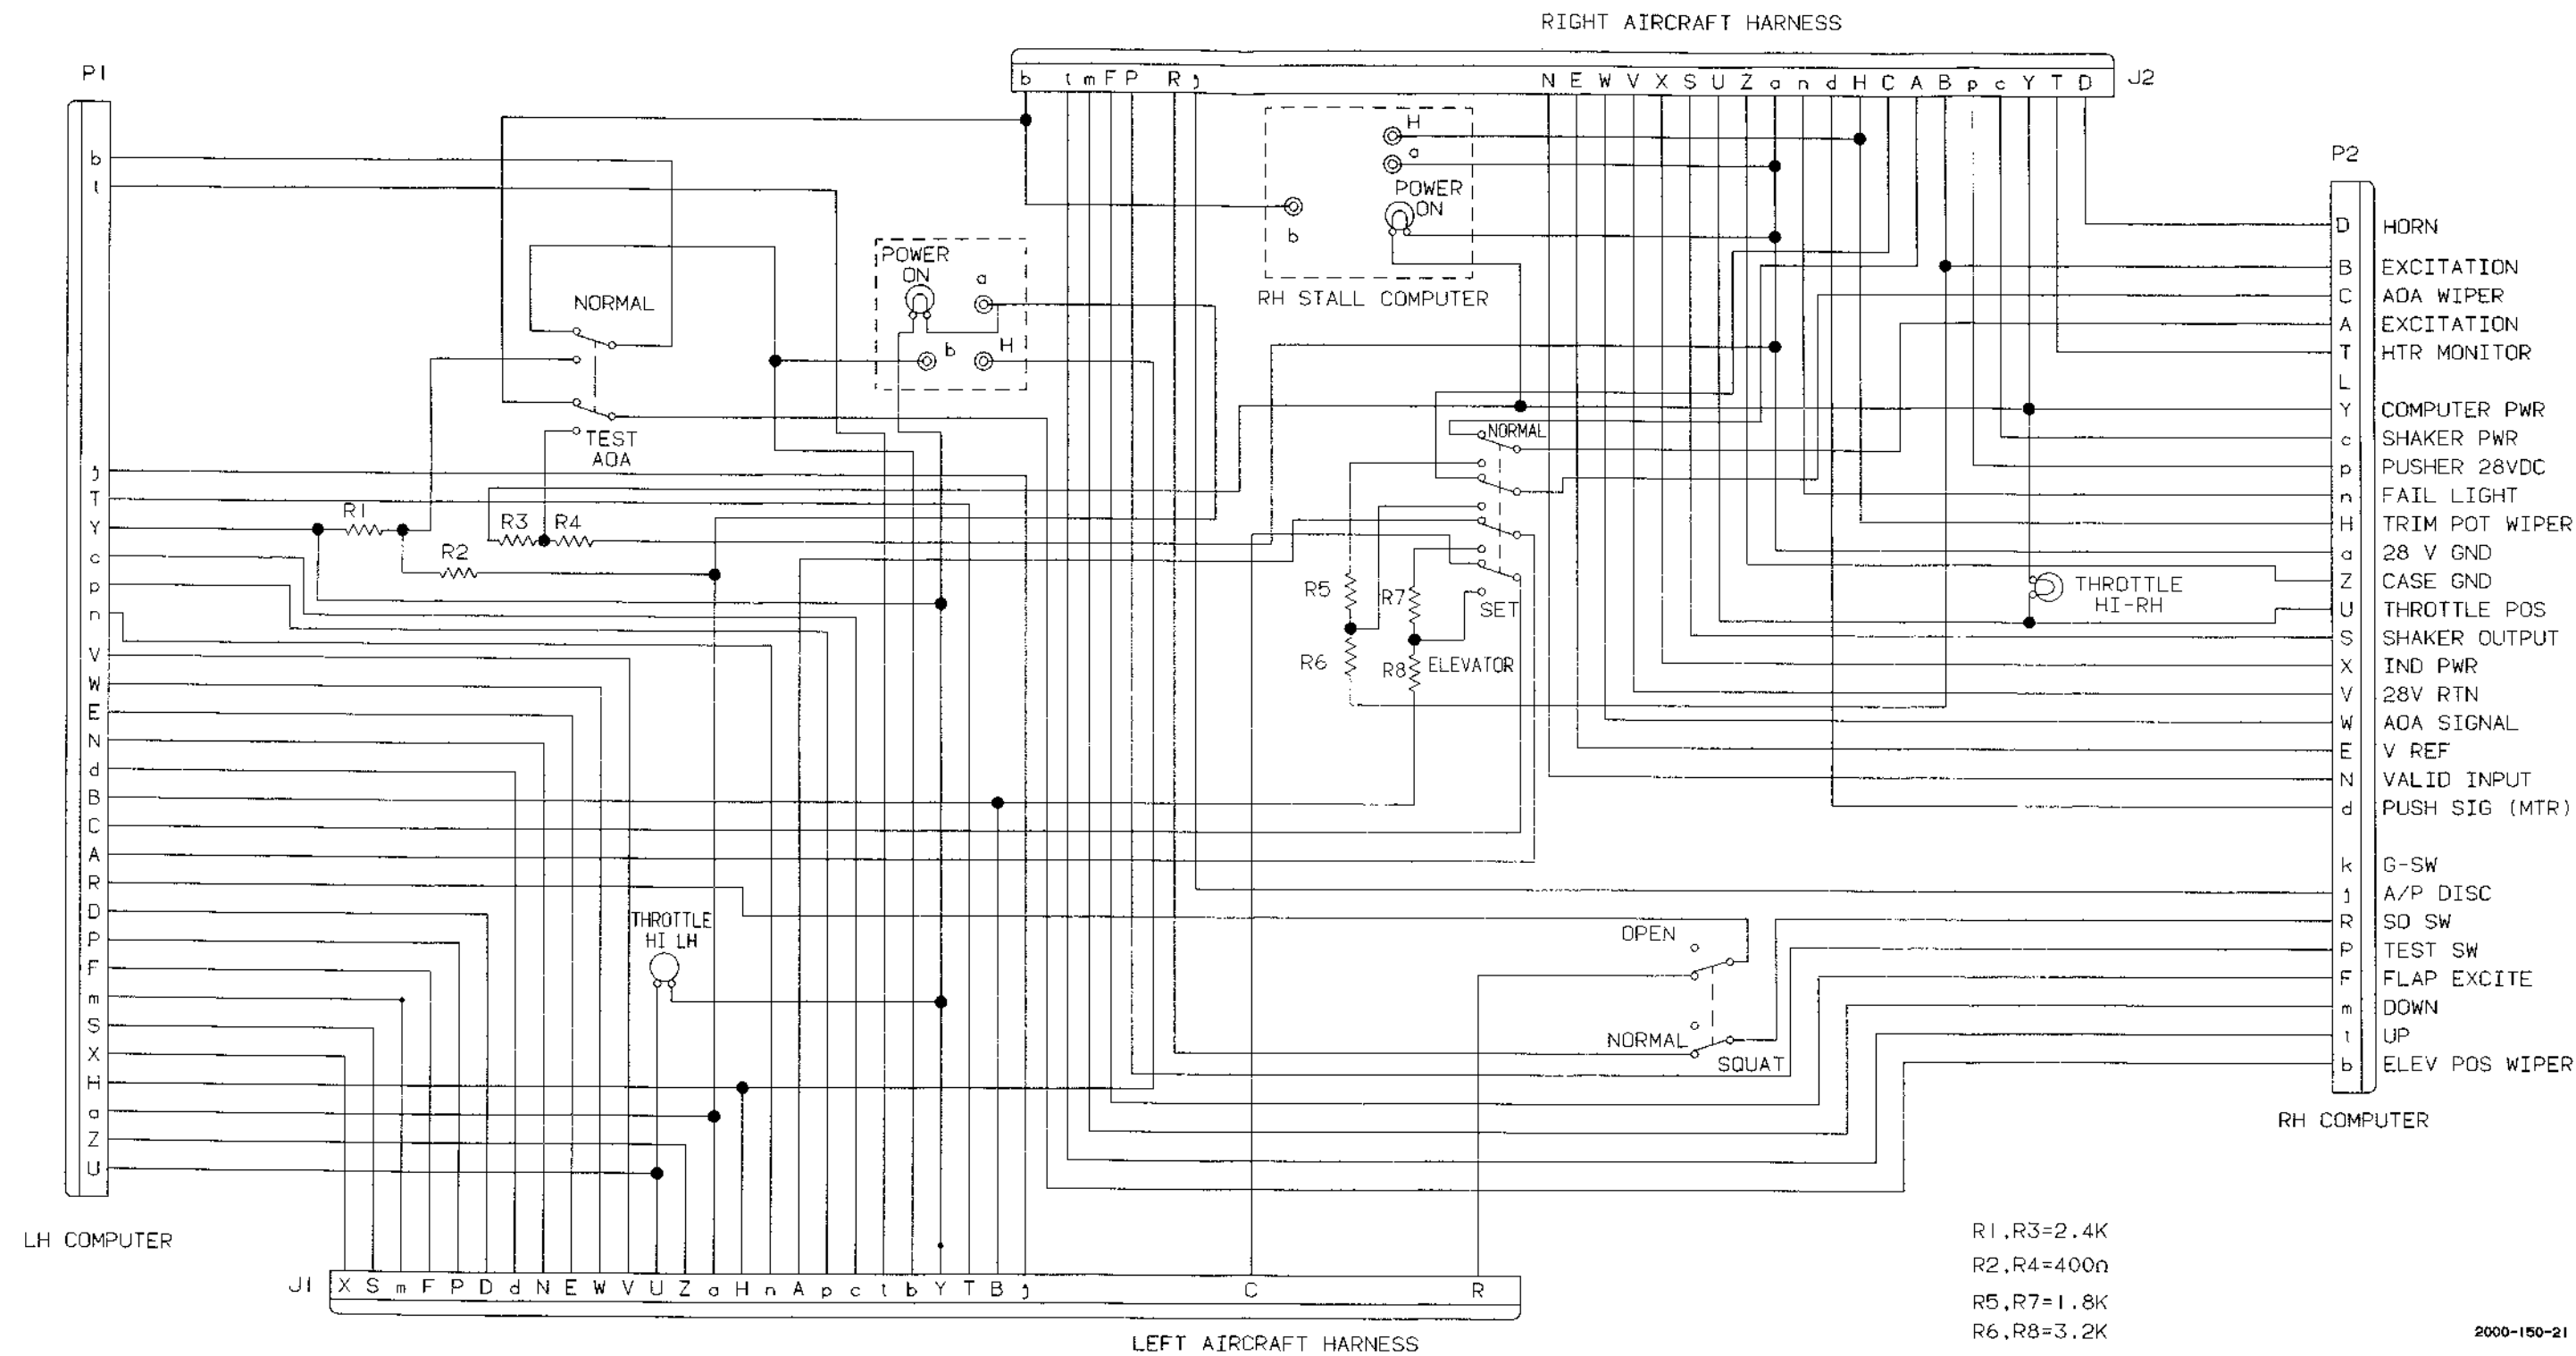 RIGHT AIRCRAFT HARNESS
P1
b t m F P R j N E W V X S U Z a n d H C A B p c Y T D
J2
P2
b
t
H
a
POWER
ON
b
RH STALL COMPUTER
POWER
ON
a
b H
NORMAL
TEST
AOA
j
T
Y
c
p
n
V
W
E
N
d
B
C
A
R
D
P
F
m
S
X
H
a
Z
U
LH COMPUTER
R1
R2
R3 R4
NORMAL
R5
R6
R7
R8
SET
ELEVATOR
THROTTLE
HI-RH
THROTTLE
HI LH
OPEN
NORMAL
SQUAT
D HORN
B EXCITATION
C AOA WIPER
A EXCITATION
T HTR MONITOR
L
Y COMPUTER PWR
c SHAKER PWR
p PUSHER 28VDC
n FAIL LIGHT
H TRIM POT WIPER
a 28 V GND
Z CASE GND
U THROTTLE POS
S SHAKER OUTPUT
X IND PWR
V 28V RTN
W AOA SIGNAL
E V REF
N VALID INPUT
d PUSH SIG (MTR)
k G-SW
j A/P DISC
R SQ SW
P TEST SW
F FLAP EXCITE
m DOWN
t UP
b ELEV POS WIPER
RH COMPUTER
J1 X S m F P D d N E W V U Z a H n A p c t b Y T B j C R
LEFT AIRCRAFT HARNESS
R1,R3=2.4K
R2,R4=400Ω
R5,R7=1.8K
R6,R8=3.2K
2000-150-21